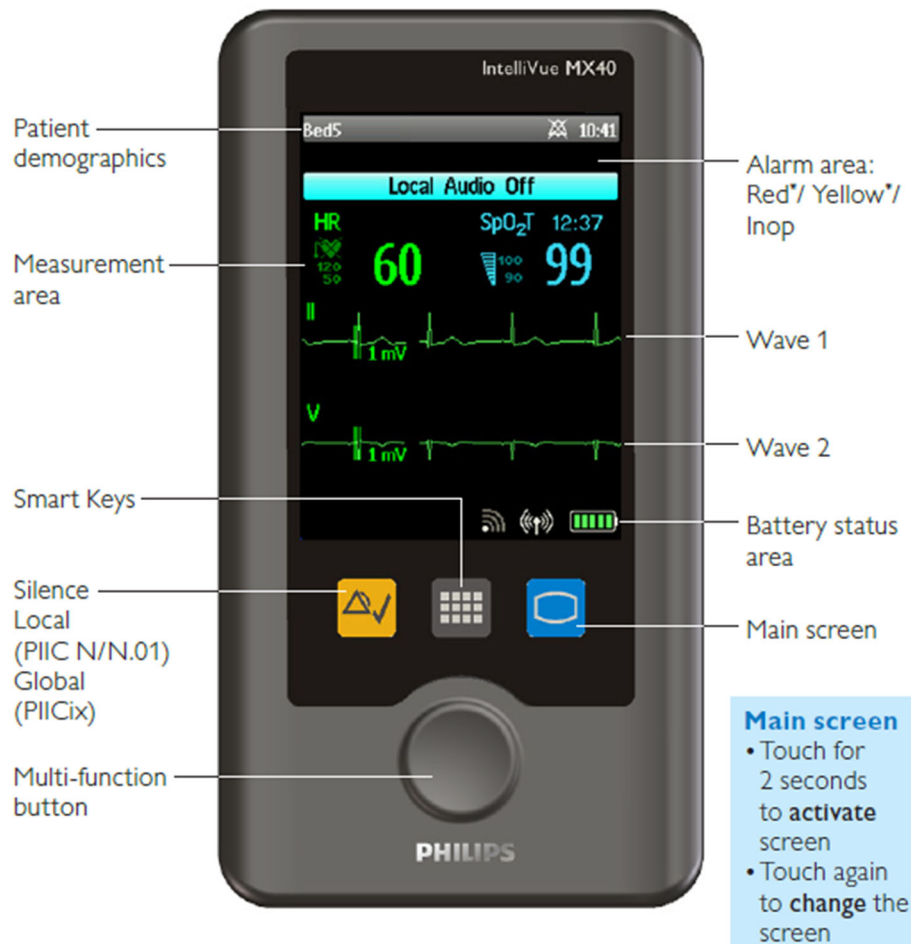 IntelliVue MX40
Patient
demographics
Bed5 10:41
Alarm area:
Red*/ Yellow*/
Inop
Local Audio Off
HR
SpO₂T 12:37
Measurement
area
120
50
60
100
90
99
II
1 mV
Wave 1
V
1 mV
Wave 2
Smart Keys
Battery status
area
Silence
Local
(PIIC N/N.01)
Global
(PIICix)
Main screen
Multi-function
button
PHILIPS
Main screen
• Touch for
2 seconds
to activate
screen
• Touch again
to change the
screen